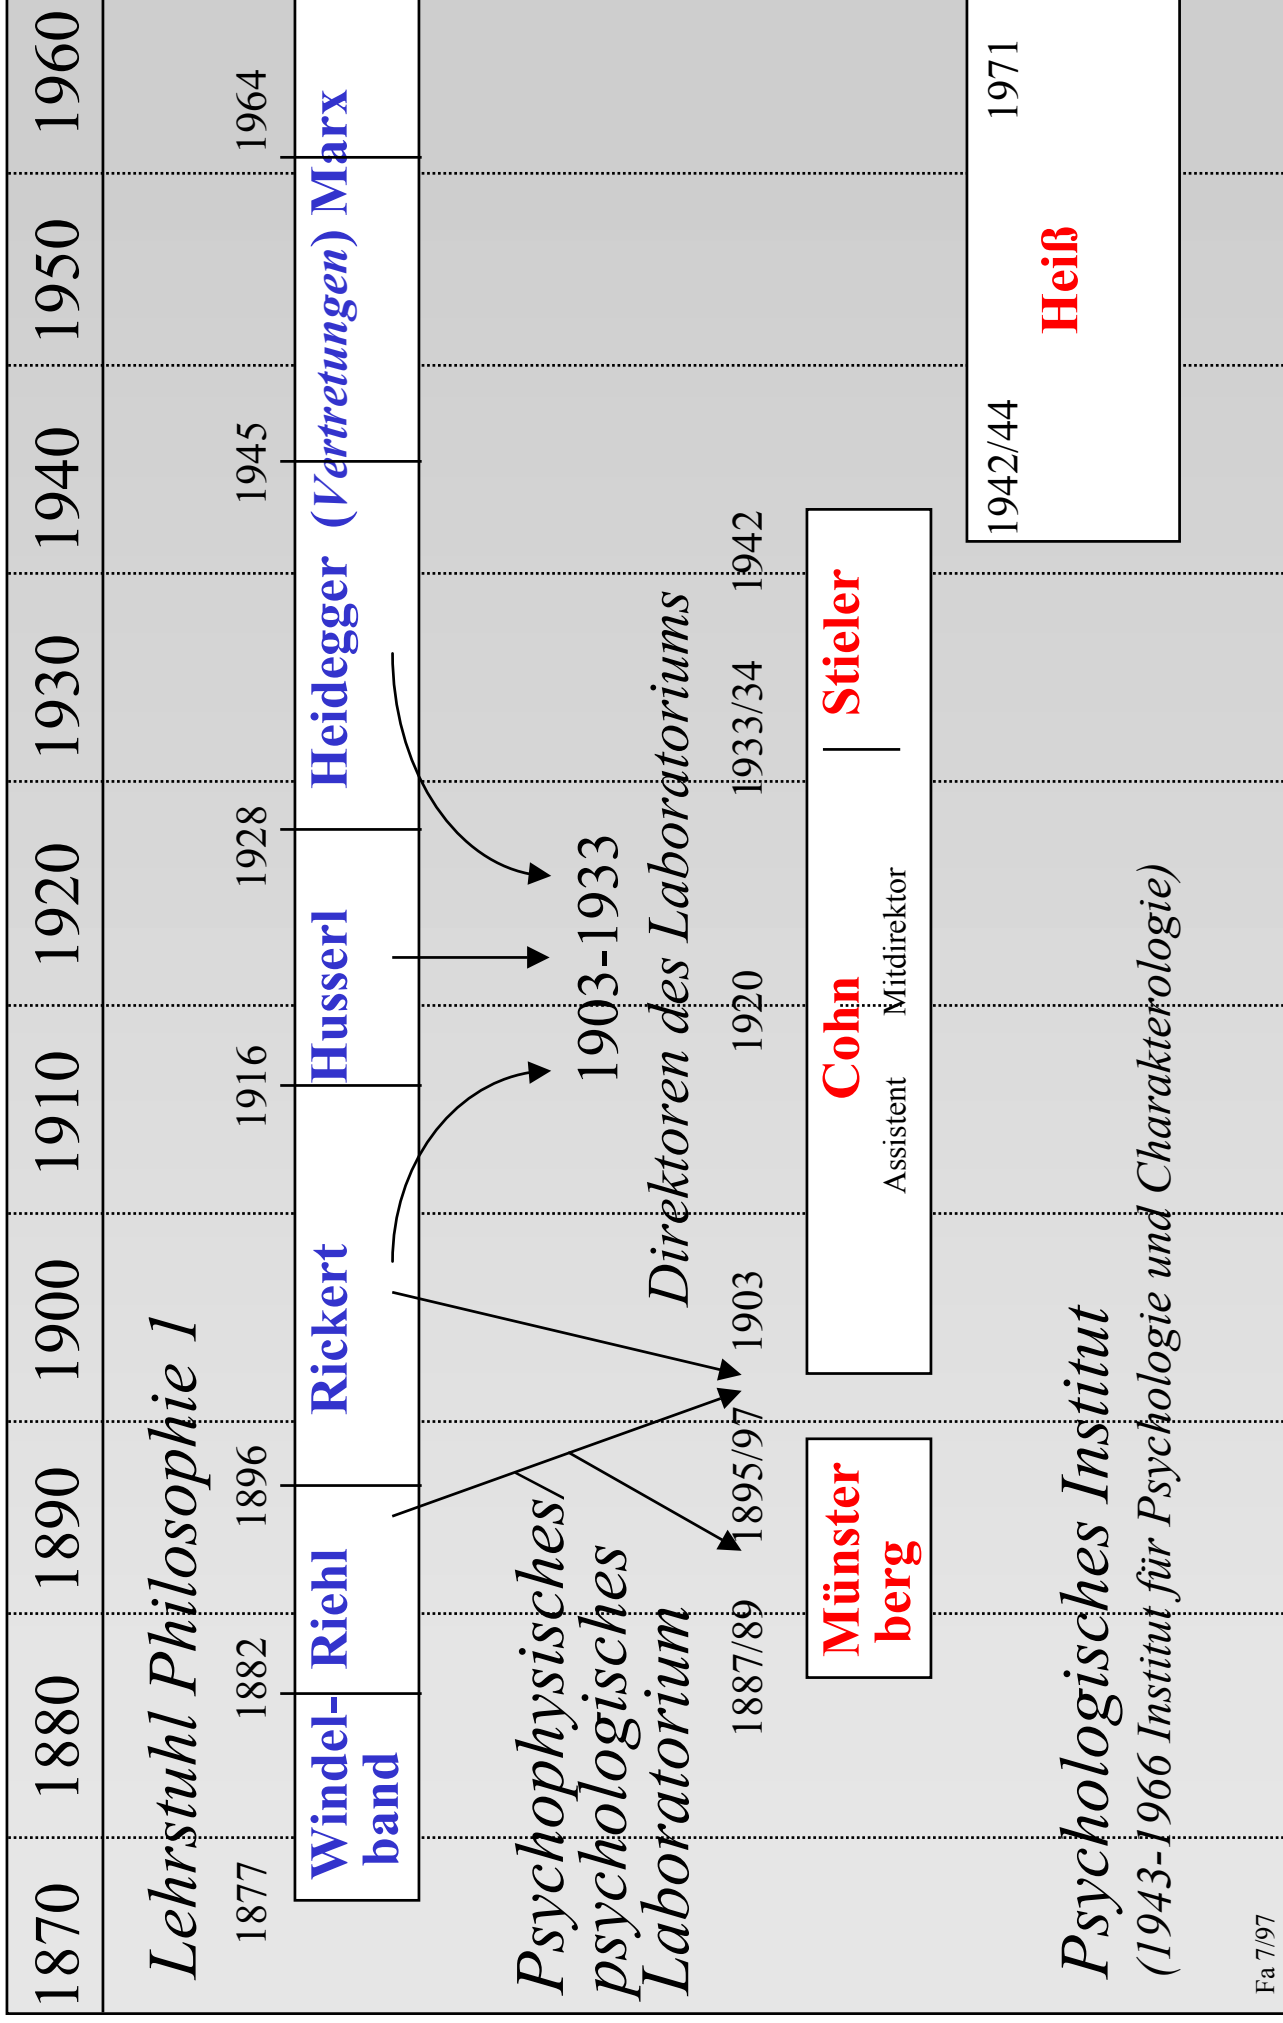 1870 1880 1890 1900 1910 1920 1930 1940 1950 1960
Lehrstuhl Philosophie 1
1877 1882 1896 1916 1928 1945 1964
Windel- Riehl Rickert Husserl Heidegger (Vertretungen) Marx
band
Psychophysisches/
psychologisches 1903-1933
Laboratorium Direktoren des Laboratoriums
1887/89 1895/97 1903 1920 1933/34 1942
Münster Cohn Stieler
berg Assistent Mitdirektor
1942/44 1971
Heiß
Psychologisches Institut
(1943-1966 Institut für Psychologie und Charakterologie)
Fa 7/97